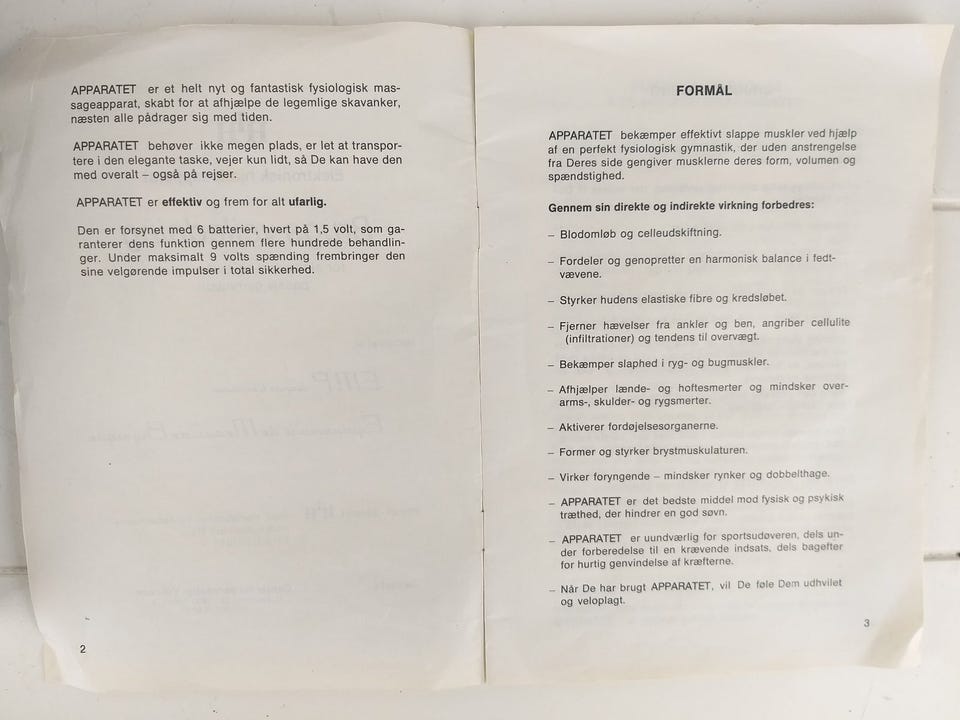 APPARATET er et helt nyt og fantastisk fysiologisk mas-
sageapparat, skabt for at afhjælpe de legemlige skavanker,
næsten alle pådrager sig med tiden.
APPARATET behøver ikke megen plads, er let at transpor-
tere i den elegante taske, vejer kun lidt, så De kan have den
med overalt – også på rejser.
APPARATET er effektiv og frem for alt ufarlig.
Den er forsynet med 6 batterier, hvert på 1,5 volt, som ga-
ranterer dens funktion gennem flere hundrede behandlin-
ger. Under maksimalt 9 volts spænding frembringer den
sine velgørende impulser i total sikkerhed.
2
FORMÅL
APPARATET bekæmper effektivt slappe muskler ved hjælp
af en perfekt fysiologisk gymnastik, der uden anstrengelse
fra Deres side gengiver musklerne deres form, volumen og
spændstighed.
Gennem sin direkte og indirekte virkning forbedres:
– Blodomløb og celleudskiftning.
– Fordeler og genopretter en harmonisk balance i fedt-
vævene.
– Styrker hudens elastiske fibre og kredsløbet.
– Fjerner hævelser fra ankler og ben, angriber cellulite
(infiltrationer) og tendens til overvægt.
– Bekæmper slaphed i ryg- og bugmuskler.
– Afhjælper lænde- og hoftesmerter og mindsker over-
arms-, skulder- og rygsmerter.
– Aktiverer fordøjelsesorganerne.
– Former og styrker brystmuskulaturen.
– Virker foryngende – mindsker rynker og dobbelthage.
– APPARATET er det bedste middel mod fysisk og psykisk
træthed, der hindrer en god søvn.
– APPARATET er uundværlig for sportsudøveren, dels un-
der forberedelse til en krævende indsats, dels bagefter
for hurtig genvindelse af kræfterne.
– Når De har brugt APPARATET, vil De føle Dem udhvilet
og veloplagt.
3